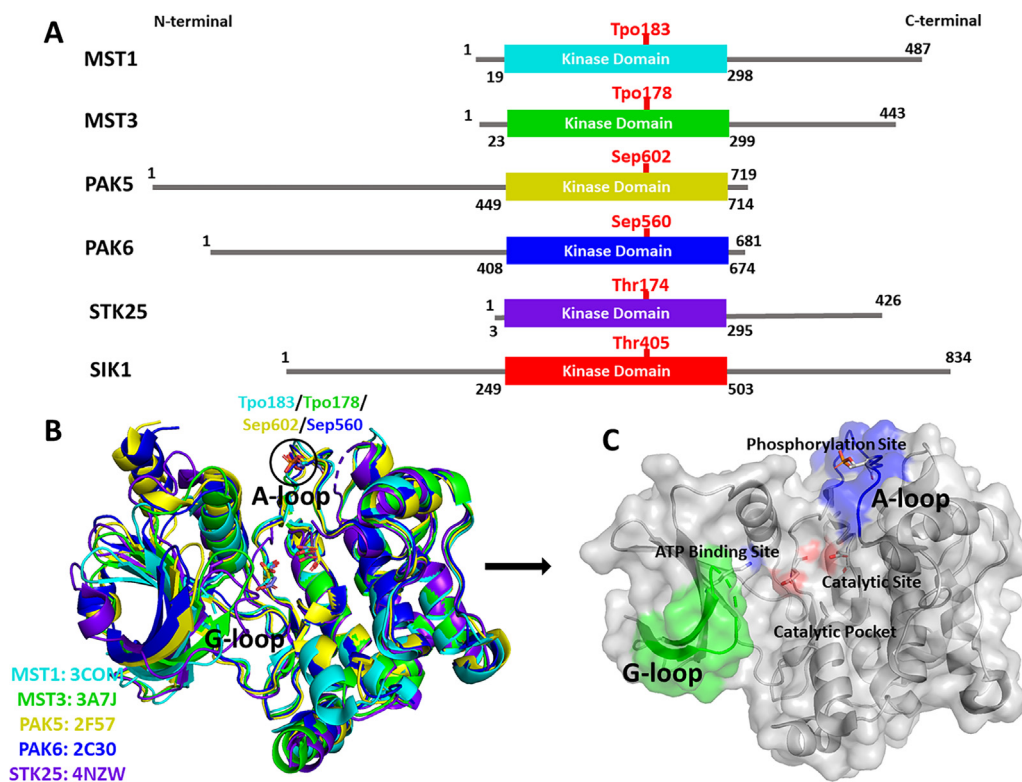 A
N-terminal
C-terminal
MST1
1
Tpo183
Kinase Domain
487
19
298
MST3
1
Tpo178
Kinase Domain
443
23
299
PAK5
1
Sep602
Kinase Domain
719
449
714
PAK6
1
Sep560
Kinase Domain
681
408
674
STK25
1
Thr174
Kinase Domain
426
3
295
SIK1
1
Thr405
Kinase Domain
834
249
503
B
Tpo183/Tpo178/
Sep602/Sep560
A-loop
G-loop
MST1: 3COM
MST3: 3A7J
PAK5: 2F57
PAK6: 2C30
STK25: 4NZW
C
Phosphorylation Site
A-loop
ATP Binding Site
Catalytic Site
Catalytic Pocket
G-loop